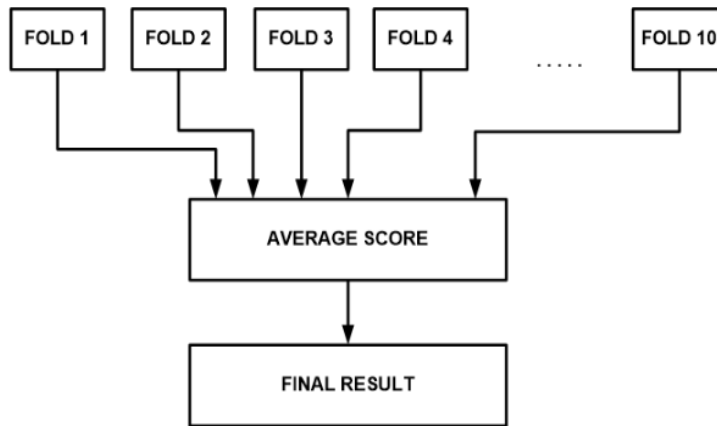 FOLD 1 FOLD 2 FOLD 3 FOLD 4 ..... FOLD 10
AVERAGE SCORE
FINAL RESULT